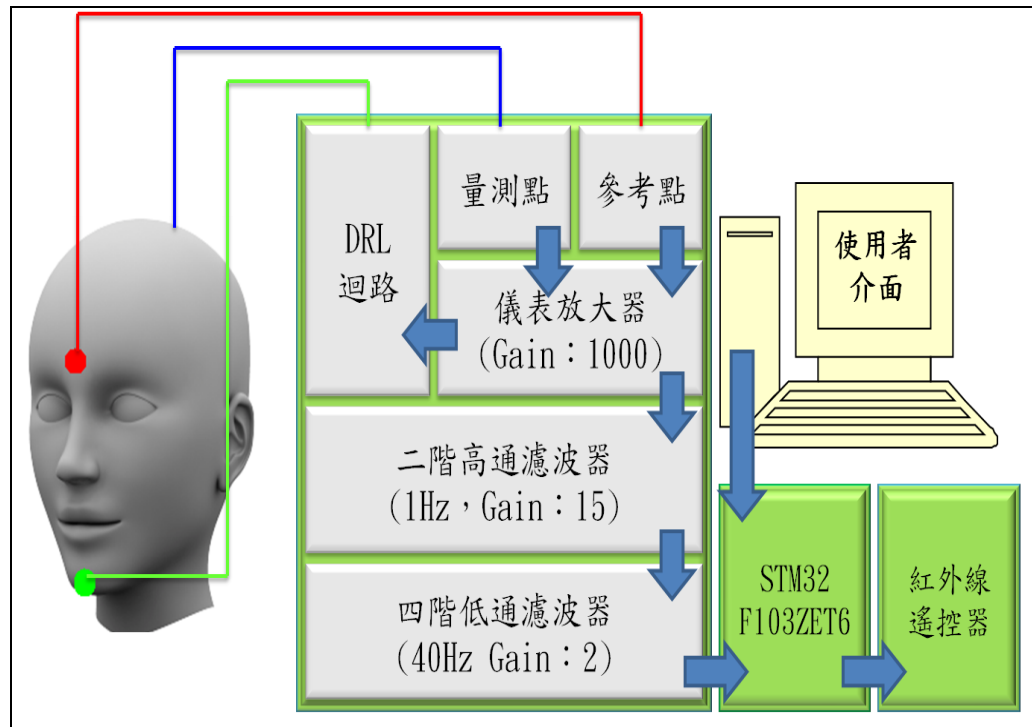 DRL
迴路
量測點
參考點
儀表放大器
(Gain：1000)
二階高通濾波器
(1Hz，Gain：15)
四階低通濾波器
(40Hz Gain：2)
使用者
介面
STM32
F103ZET6
紅外線
遙控器